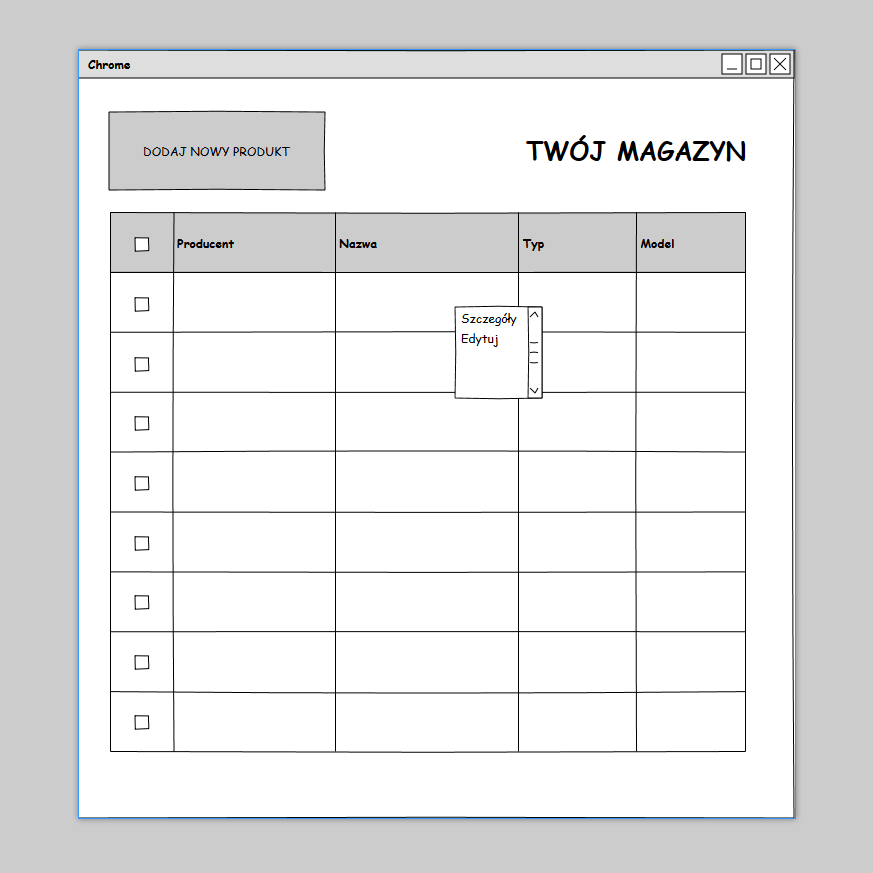 Chrome
DODAJ NOWY PRODUKT
TWÓJ MAGAZYN
Producent Nazwa Typ Model
Szczegóły
Edytuj